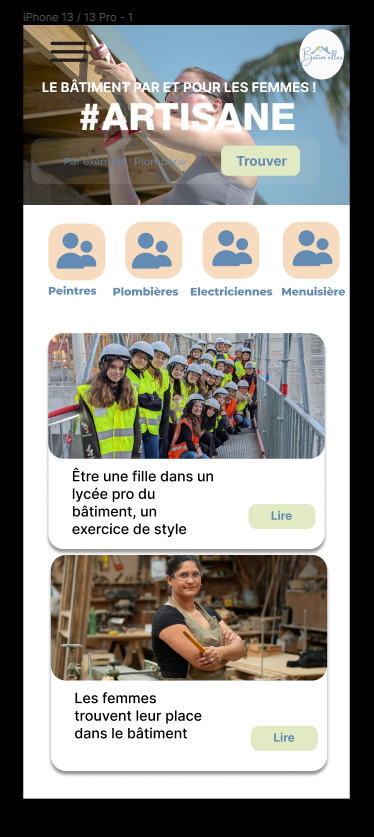 iPhone 13 / 13 Pro - 1
Bâtim'elles
LE BÂTIMENT PAR ET POUR LES FEMMES !
#ARTISANE
Par exemple : Plomberie
Trouver
Peintres
Plombières
Electriciennes
Menuisière
Être une fille dans un
lycée pro du
bâtiment, un
exercice de style
Lire
Les femmes
trouvent leur place
dans le bâtiment
Lire